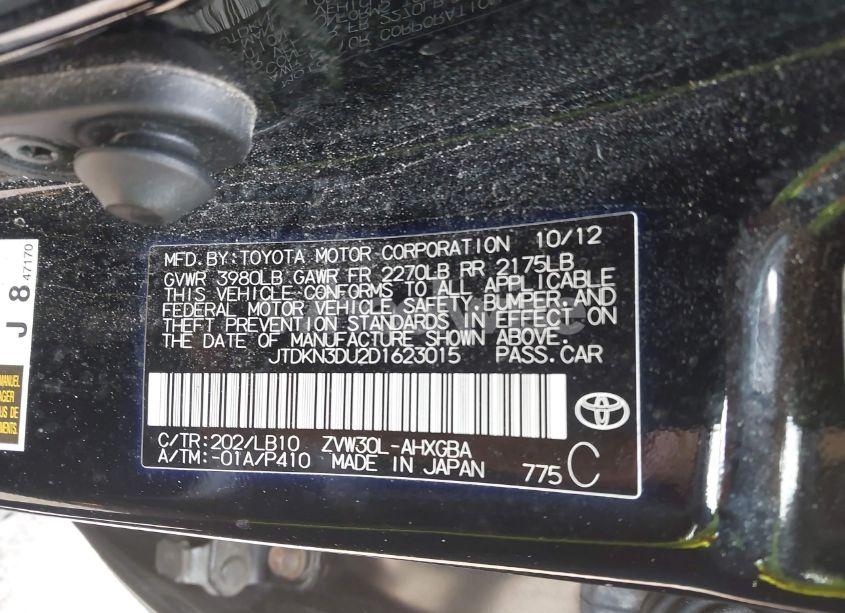 MFD. BY: TOYOTA MOTOR CORPORATION 10/12
GVWR 3980LB GAWR FR 2270LB RR 2175LB
THIS VEHICLE CONFORMS TO ALL APPLICABLE
FEDERAL MOTOR VEHICLE SAFETY, BUMPER, AND
THEFT PREVENTION STANDARDS IN EFFECT ON
THE DATE OF MANUFACTURE SHOWN ABOVE.
JTDKN3DU2D1623015 PASS.CAR
C/TR:202/LB10 ZVW30L-AHXGBA
A/TM:-01A/P410 MADE IN JAPAN 775 C
J 8 47170
MANUEL